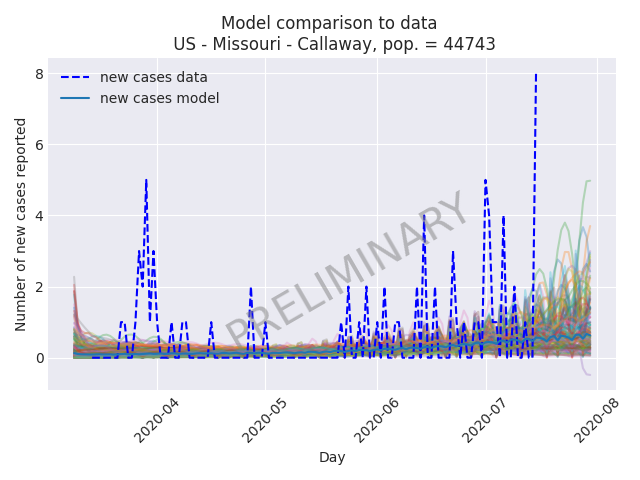 Model comparison to data
US - Missouri - Callaway, pop. = 44743
new cases data
new cases model
PRELIMINARY
Number of new cases reported
8
6
4
2
0
2020-04
2020-05
2020-06
2020-07
2020-08
Day